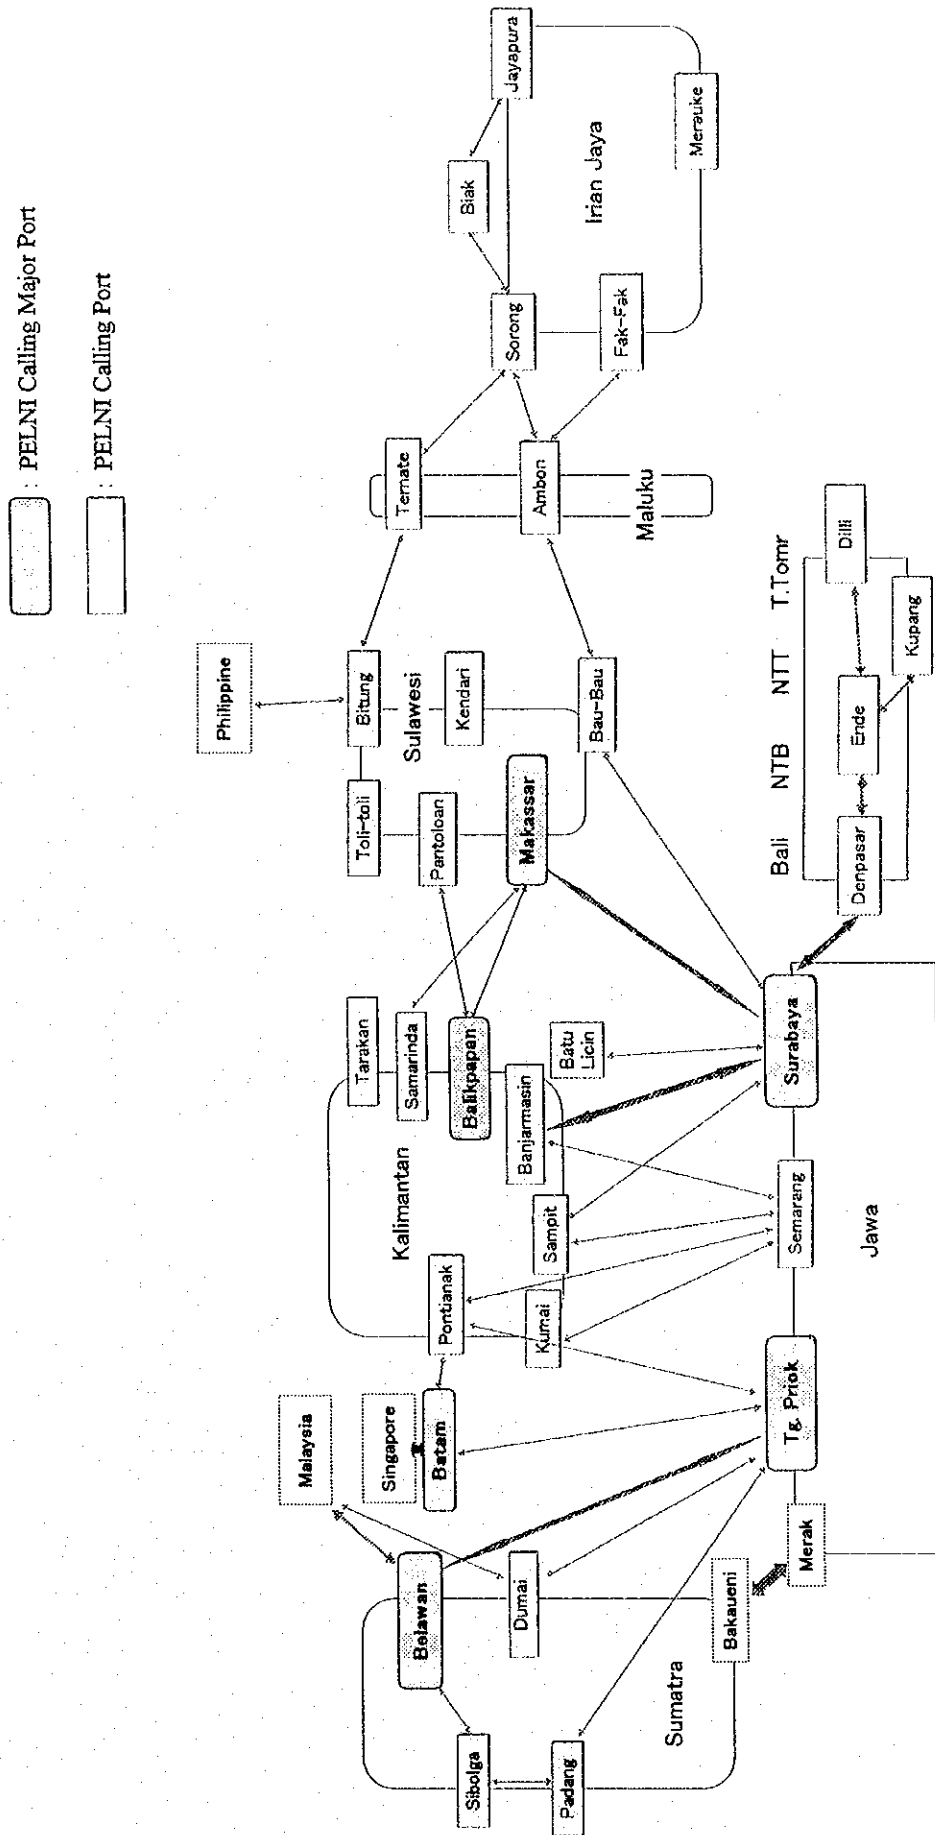 : PELNI Calling Major Port
: PELNI Calling Port
Philippine
Malaysia
Singapore
Batam
Belawan
Dumai
Sibolga
Padang
Sumatra
Bakaueni
Merak
Tg. Priok
Semarang
Surabaya
Jawa
Kalimantan
Pontianak
Kumai
Sampit
Banjarmasin
Batu
Licin
Balikpapan
Samarinda
Tarakan
Toli-toli
Pantoloan
Makassar
Sulawesi
Bitung
Kendari
Bau-Bau
Ternate
Ambon
Maluku
Sorong
Fak-Fak
Biak
Jayapura
Irian Jaya
Merauke
Bali
NTB
NTT
T.Tomr
Denpasar
Ende
Dilli
Kupang